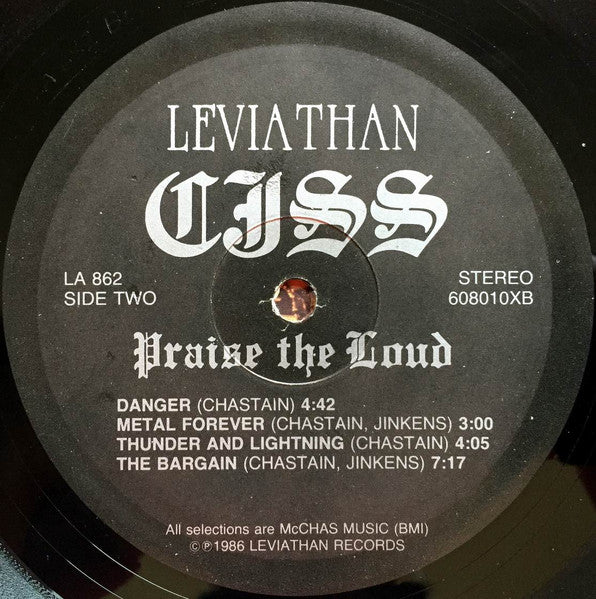 LEVIATHAN
CJSS
LA 862
SIDE TWO
STEREO
608010XB
Praise the Loud
DANGER (CHASTAIN) 4:42
METAL FOREVER (CHASTAIN, JINKENS) 3:00
THUNDER AND LIGHTNING (CHASTAIN) 4:05
THE BARGAIN (CHASTAIN, JINKENS) 7:17
All selections are McCHAS MUSIC (BMI)
©℗1986 LEVIATHAN RECORDS